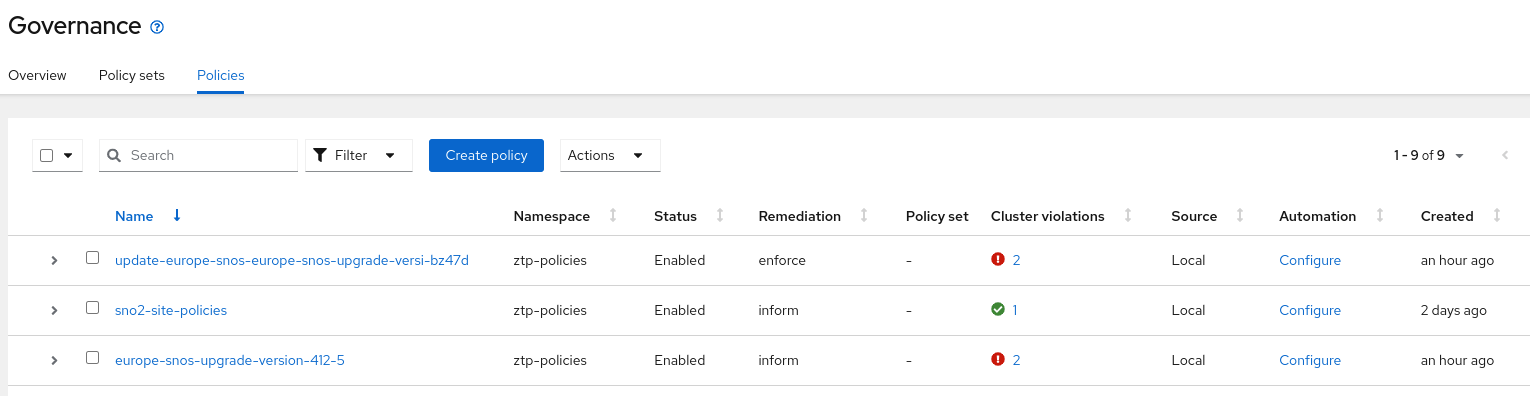 Governance
Overview Policy sets Policies
Search Filter Create policy Actions 1 - 9 of 9
Name Namespace Status Remediation Policy set Cluster violations Source Automation Created
update-europe-snos-europe-snos-upgrade-versi-bz47d ztp-policies Enabled enforce - 2 Local Configure an hour ago
sno2-site-policies ztp-policies Enabled inform - 1 Local Configure 2 days ago
europe-snos-upgrade-version-412-5 ztp-policies Enabled inform - 2 Local Configure an hour ago